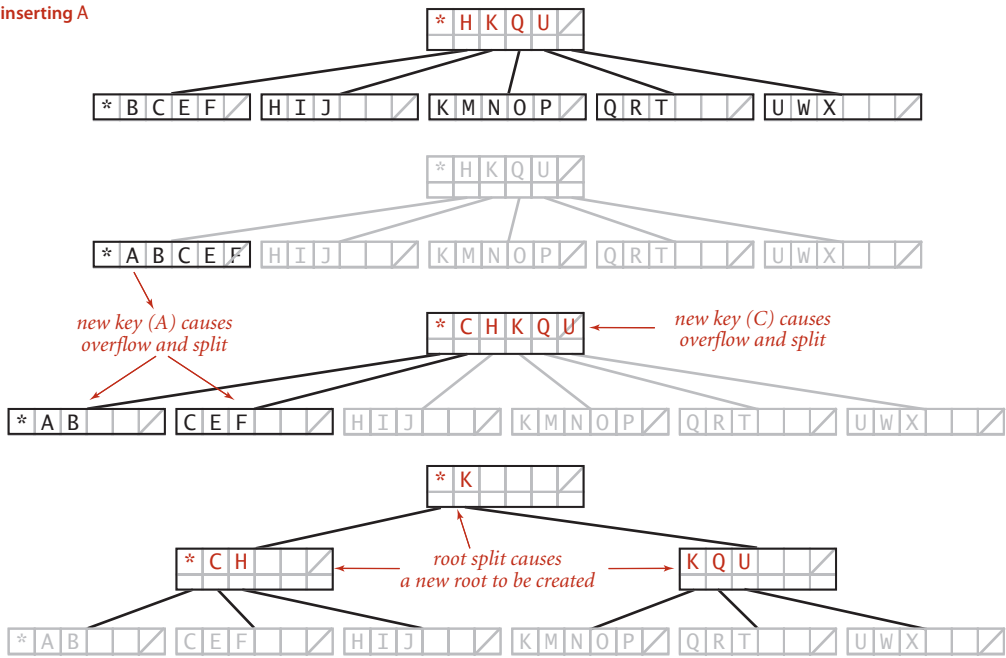 inserting A
* H K Q U
* B C E F   H I J   K M N O P   Q R T   U W X
* H K Q U
* A B C E F   H I J   K M N O P   Q R T   U W X
new key (A) causes
overflow and split
* C H K Q U
new key (C) causes
overflow and split
* A B   C E F   H I J   K M N O P   Q R T   U W X
* K
* C H
root split causes
a new root to be created
K Q U
* A B   C E F   H I J   K M N O P   Q R T   U W X